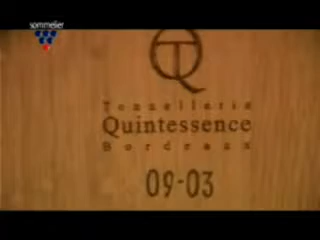 sommelier
TQ
Tonnellerie
Quintessence
Bordeaux
09-03